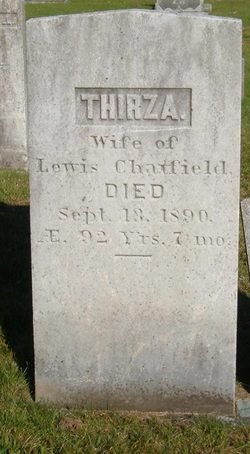 THIRZA.
Wife of
Lewis Chatfield.
DIED
Sept. 18. 1890.
Æ. 92 Yrs. 7 mo.